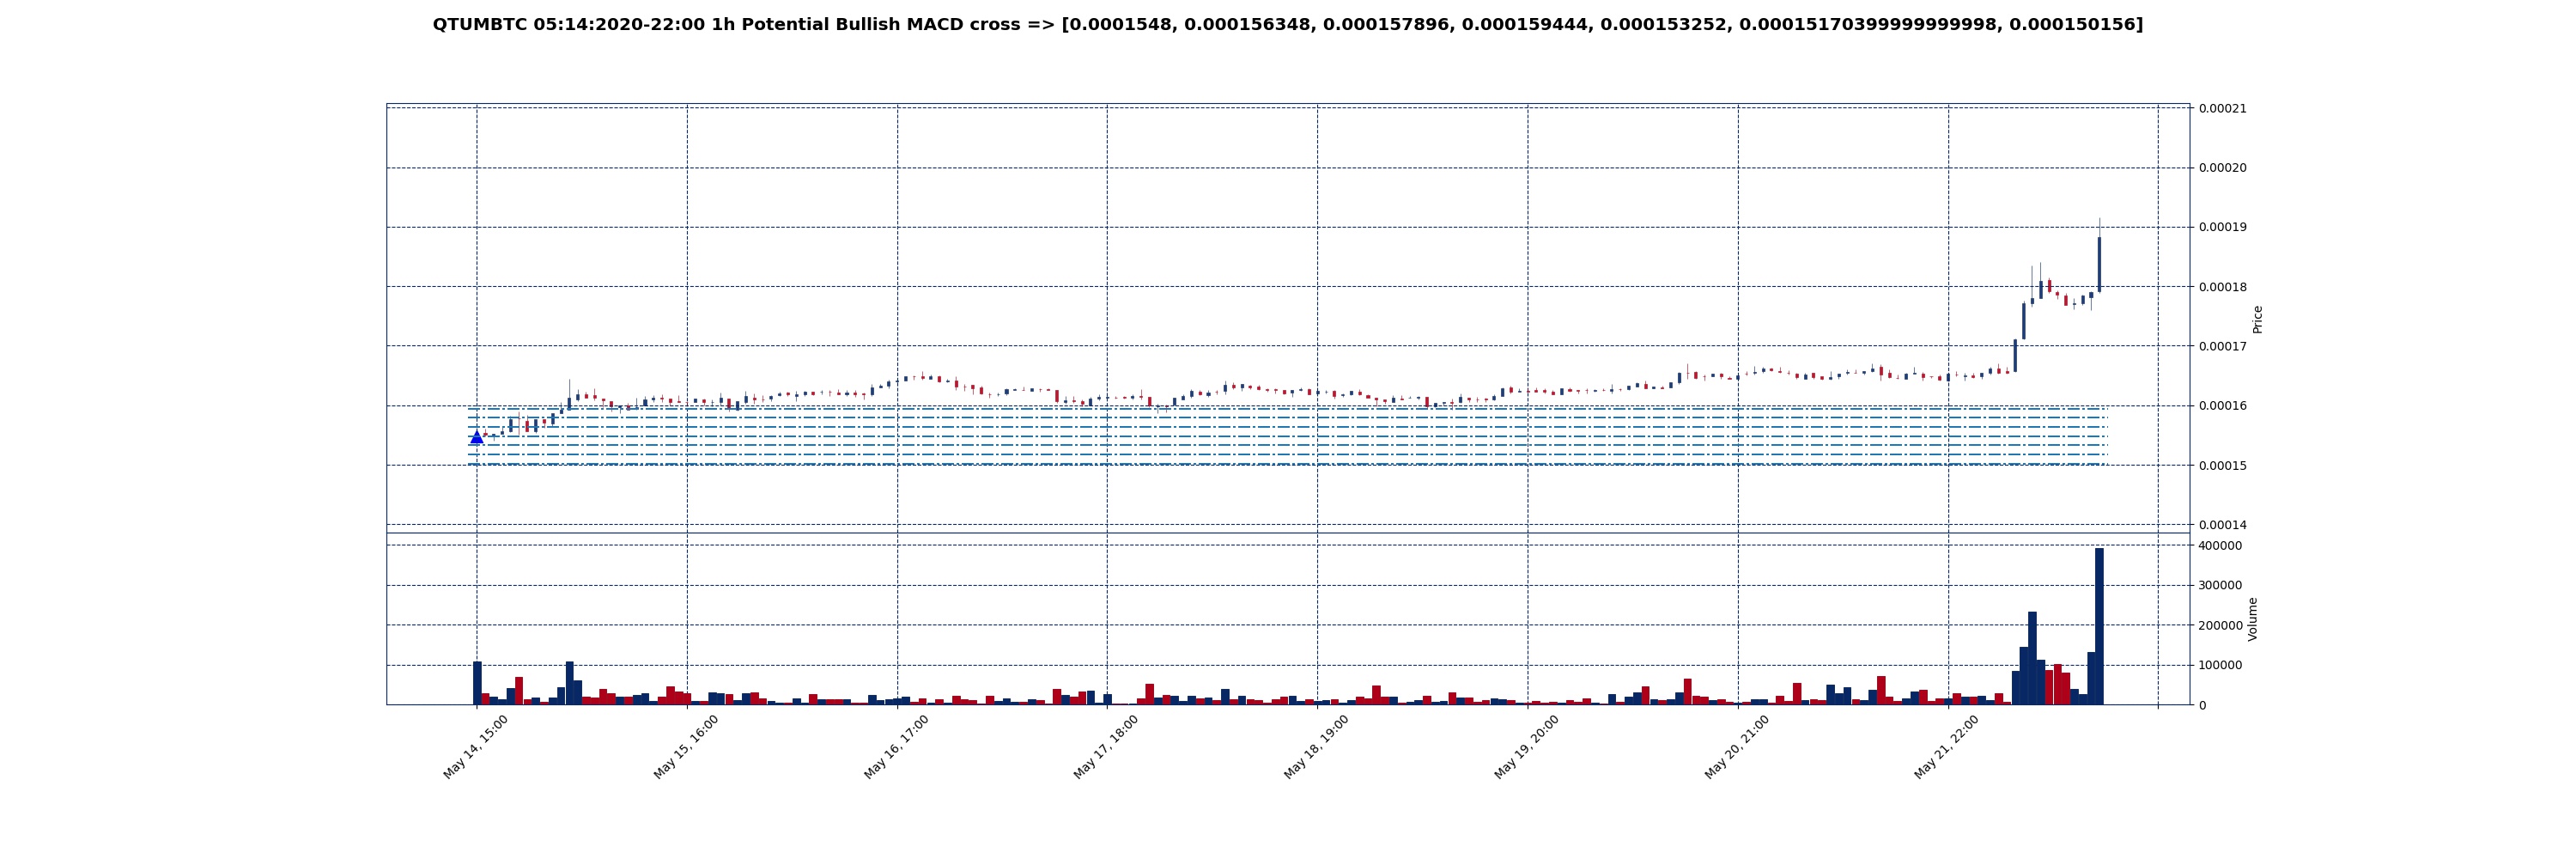 QTUMBTC 05:14:2020-22:00 1h Potential Bullish MACD cross => [0.0001548, 0.000156348, 0.000157896, 0.000159444, 0.000153252, 0.00015170399999999998, 0.000150156]
0.00021
0.00020
0.00019
0.00018
0.00017
0.00016
0.00015
0.00014
Price
400000
300000
200000
100000
0
Volume
May 14, 15:00
May 15, 16:00
May 16, 17:00
May 17, 18:00
May 18, 19:00
May 19, 20:00
May 20, 21:00
May 21, 22:00